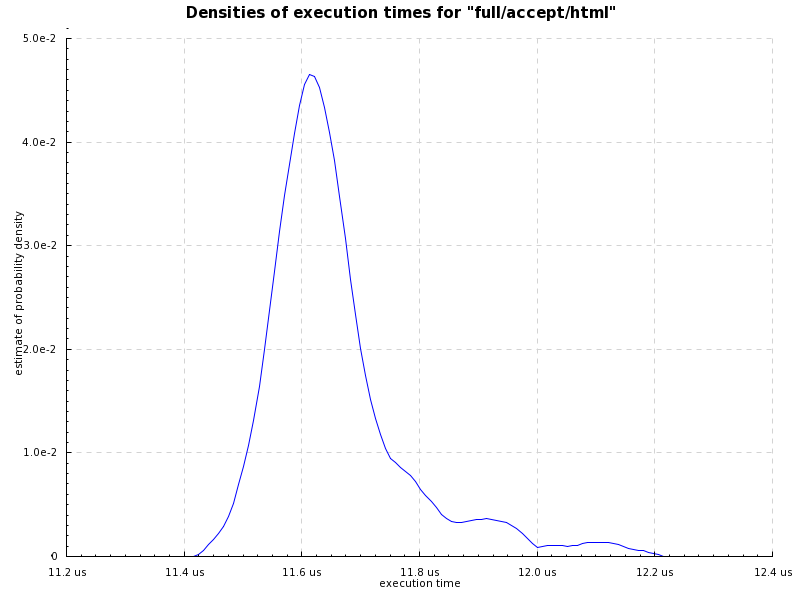 Densities of execution times for "full/accept/html"
5.0e-2
4.0e-2
3.0e-2
2.0e-2
1.0e-2
0
estimate of probability density
11.2 us 11.4 us 11.6 us 11.8 us 12.0 us 12.2 us 12.4 us
execution time